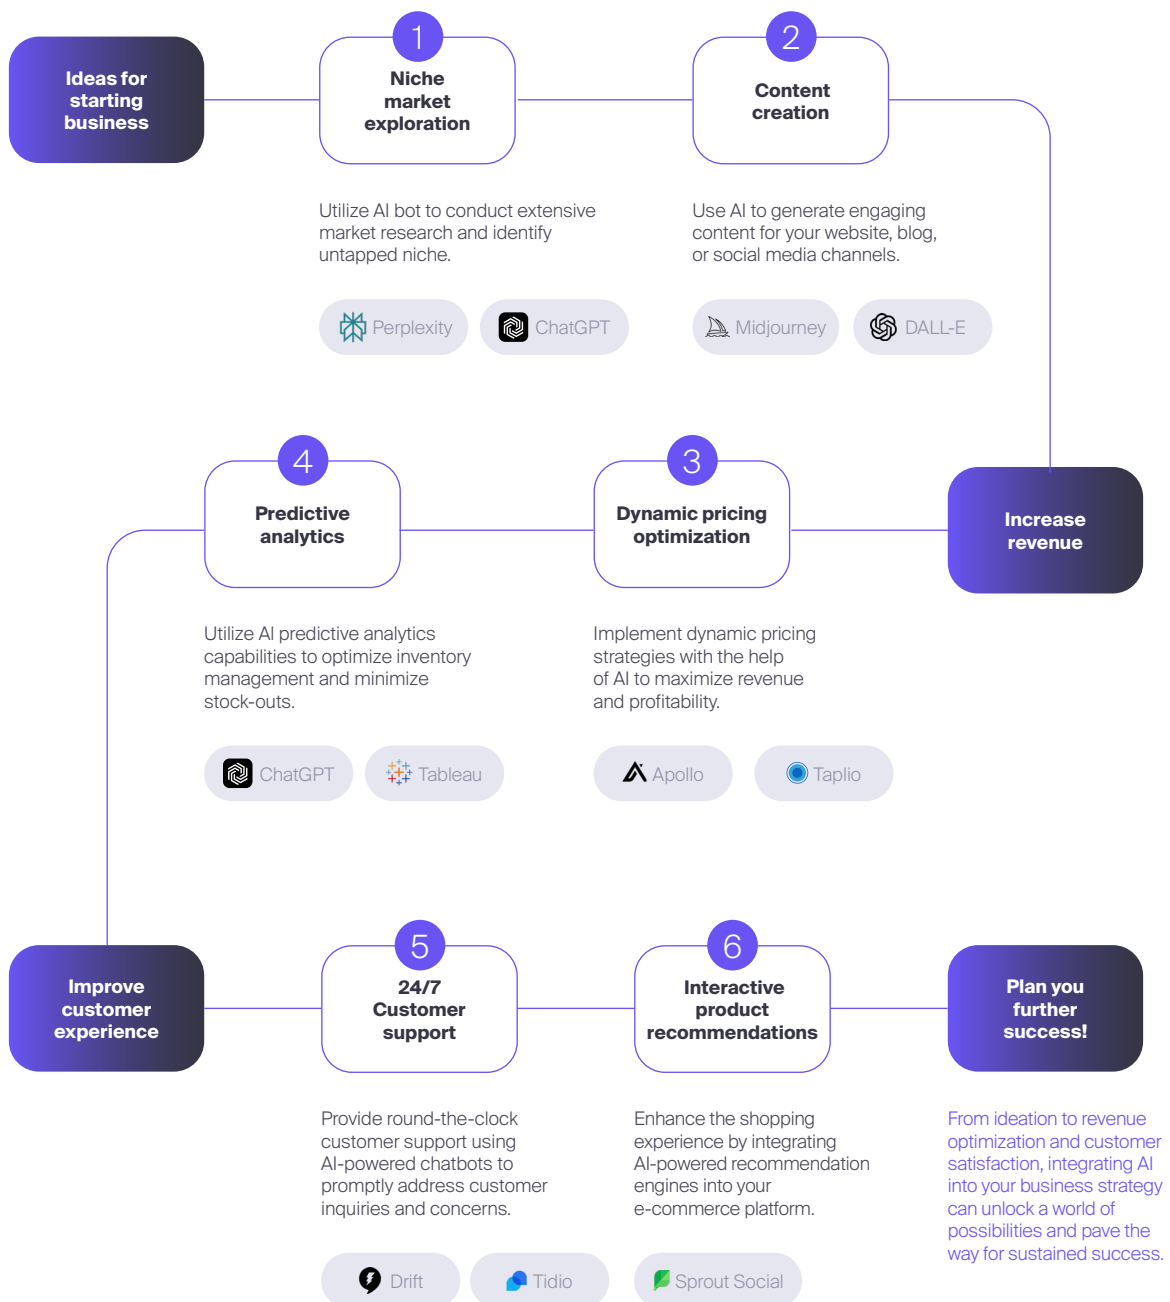 Ideas for
starting
business
1
Niche
market
exploration
Utilize AI bot to conduct extensive
market research and identify
untapped niche.
Perplexity
ChatGPT
2
Content
creation
Use AI to generate engaging
content for your website, blog,
or social media channels.
Midjourney
DALL-E
Increase
revenue
3
Dynamic pricing
optimization
Implement dynamic pricing
strategies with the help
of AI to maximize revenue
and profitability.
Apollo
Taplio
4
Predictive
analytics
Utilize AI predictive analytics
capabilities to optimize inventory
management and minimize
stock-outs.
ChatGPT
Tableau
Improve
customer
experience
5
24/7
Customer
support
Provide round-the-clock
customer support using
AI-powered chatbots to
promptly address customer
inquiries and concerns.
Drift
Tidio
6
Interactive
product
recommendations
Enhance the shopping
experience by integrating
AI-powered recommendation
engines into your
e-commerce platform.
Sprout Social
Plan you
further
success!
From ideation to revenue
optimization and customer
satisfaction, integrating AI
into your business strategy
can unlock a world of
possibilities and pave the
way for sustained success.